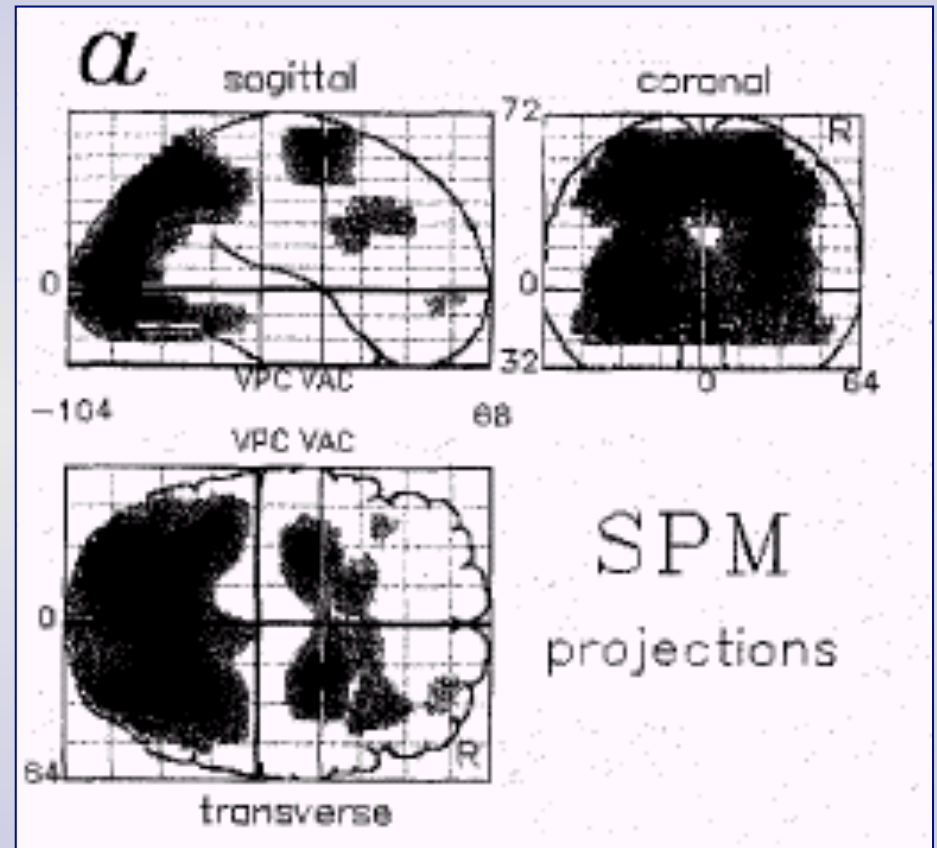 a
sagittal
coronal
72
R
0
0
32
VPC VAC
0
64
-104
68
VPC VAC
SPM
0
projections
R
64
transverse